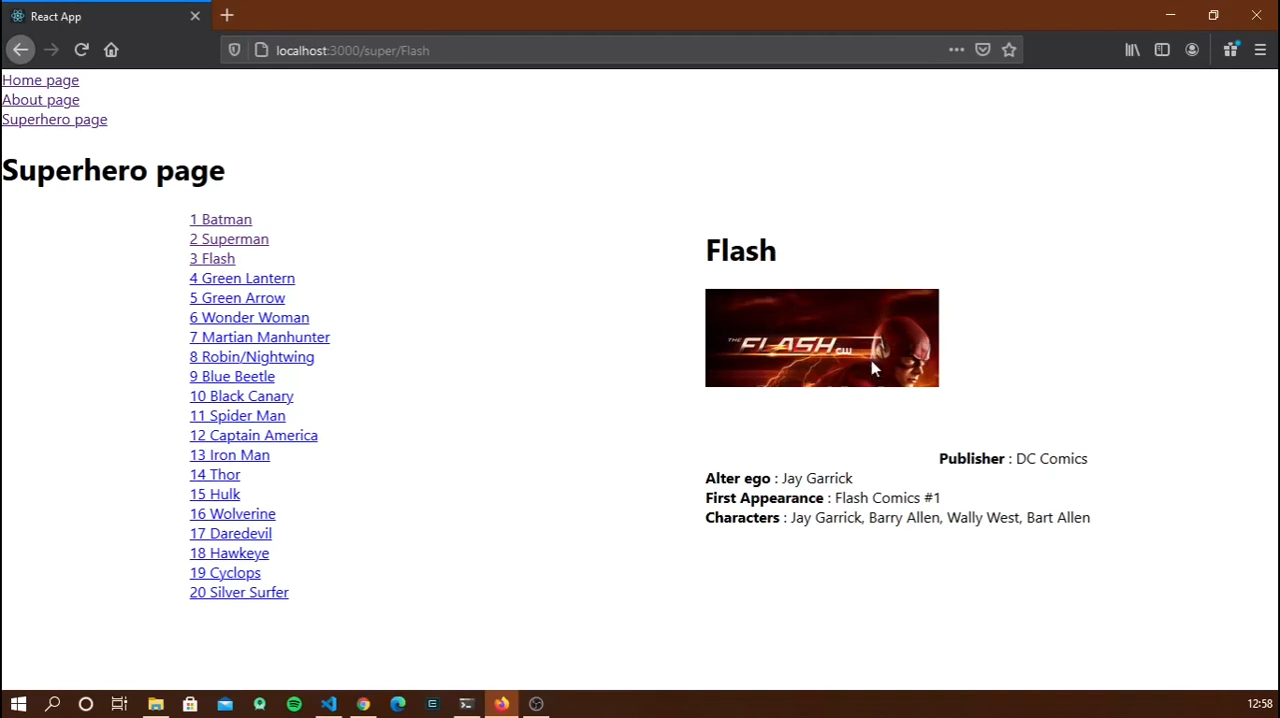 React App
localhost:3000/super/Flash
Home page
About page
Superhero page
Superhero page
1 Batman
2 Superman
3 Flash
4 Green Lantern
5 Green Arrow
6 Wonder Woman
7 Martian Manhunter
8 Robin/Nightwing
9 Blue Beetle
10 Black Canary
11 Spider Man
12 Captain America
13 Iron Man
14 Thor
15 Hulk
16 Wolverine
17 Daredevil
18 Hawkeye
19 Cyclops
20 Silver Surfer
Flash
THE FLASH CW
Publisher : DC Comics
Alter ego : Jay Garrick
First Appearance : Flash Comics #1
Characters : Jay Garrick, Barry Allen, Wally West, Bart Allen
12:58